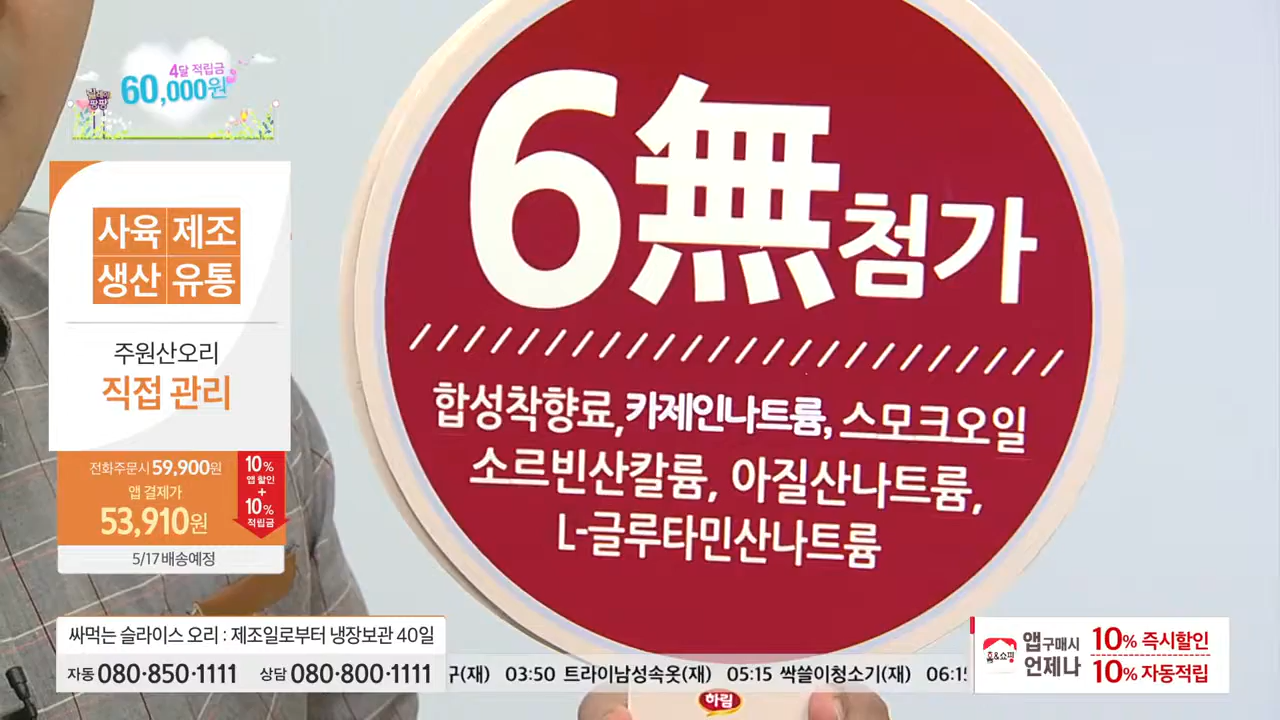 4달 적립금
60,000원
사육 제조
생산 유통
주원산오리
직접 관리
전화주문시 59,900원
앱 결제가
53,910원
10%
앱 할인
+
10%
적립금
5/17 배송예정
6無첨가
합성착향료, 카제인나트륨, 스모크오일
소르빈산칼륨, 아질산나트륨,
L-글루타민산나트륨
하림
싸먹는 슬라이스 오리 : 제조일로부터 냉장보관 40일
자동 080·850·1111 상담 080·800·1111
구(재) 03:50 트라이남성속옷(재) 05:15 싹쓸이청소기(재) 06:15
홈&쇼핑
앱구매시 10% 즉시할인
언제나 10% 자동적립